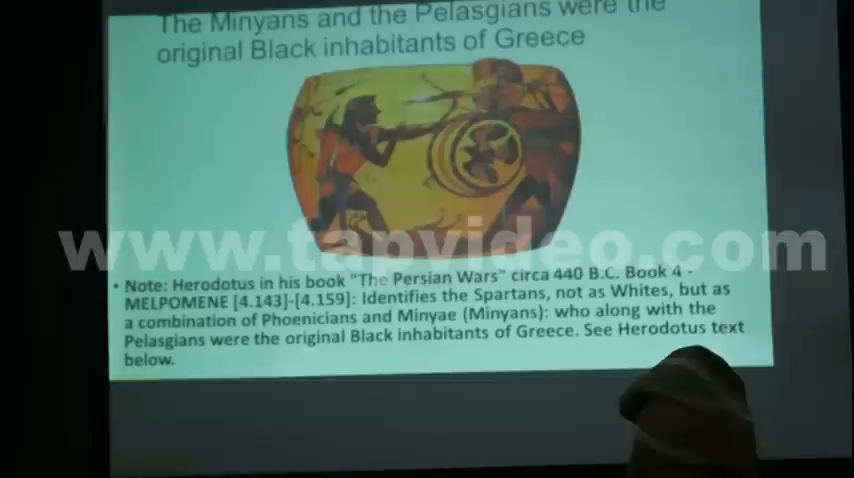 The Minyans and the Pelasgians were the
original Black inhabitants of Greece
www.tapvideo.com
• Note: Herodotus in his book "The Persian Wars" circa 440 B.C. Book 4 -
MELPOMENE [4.143]-[4.159]: Identifies the Spartans, not as Whites, but as
a combination of Phoenicians and Minyae (Minyans); who along with the
Pelasgians were the original Black inhabitants of Greece. See Herodotus text
below.